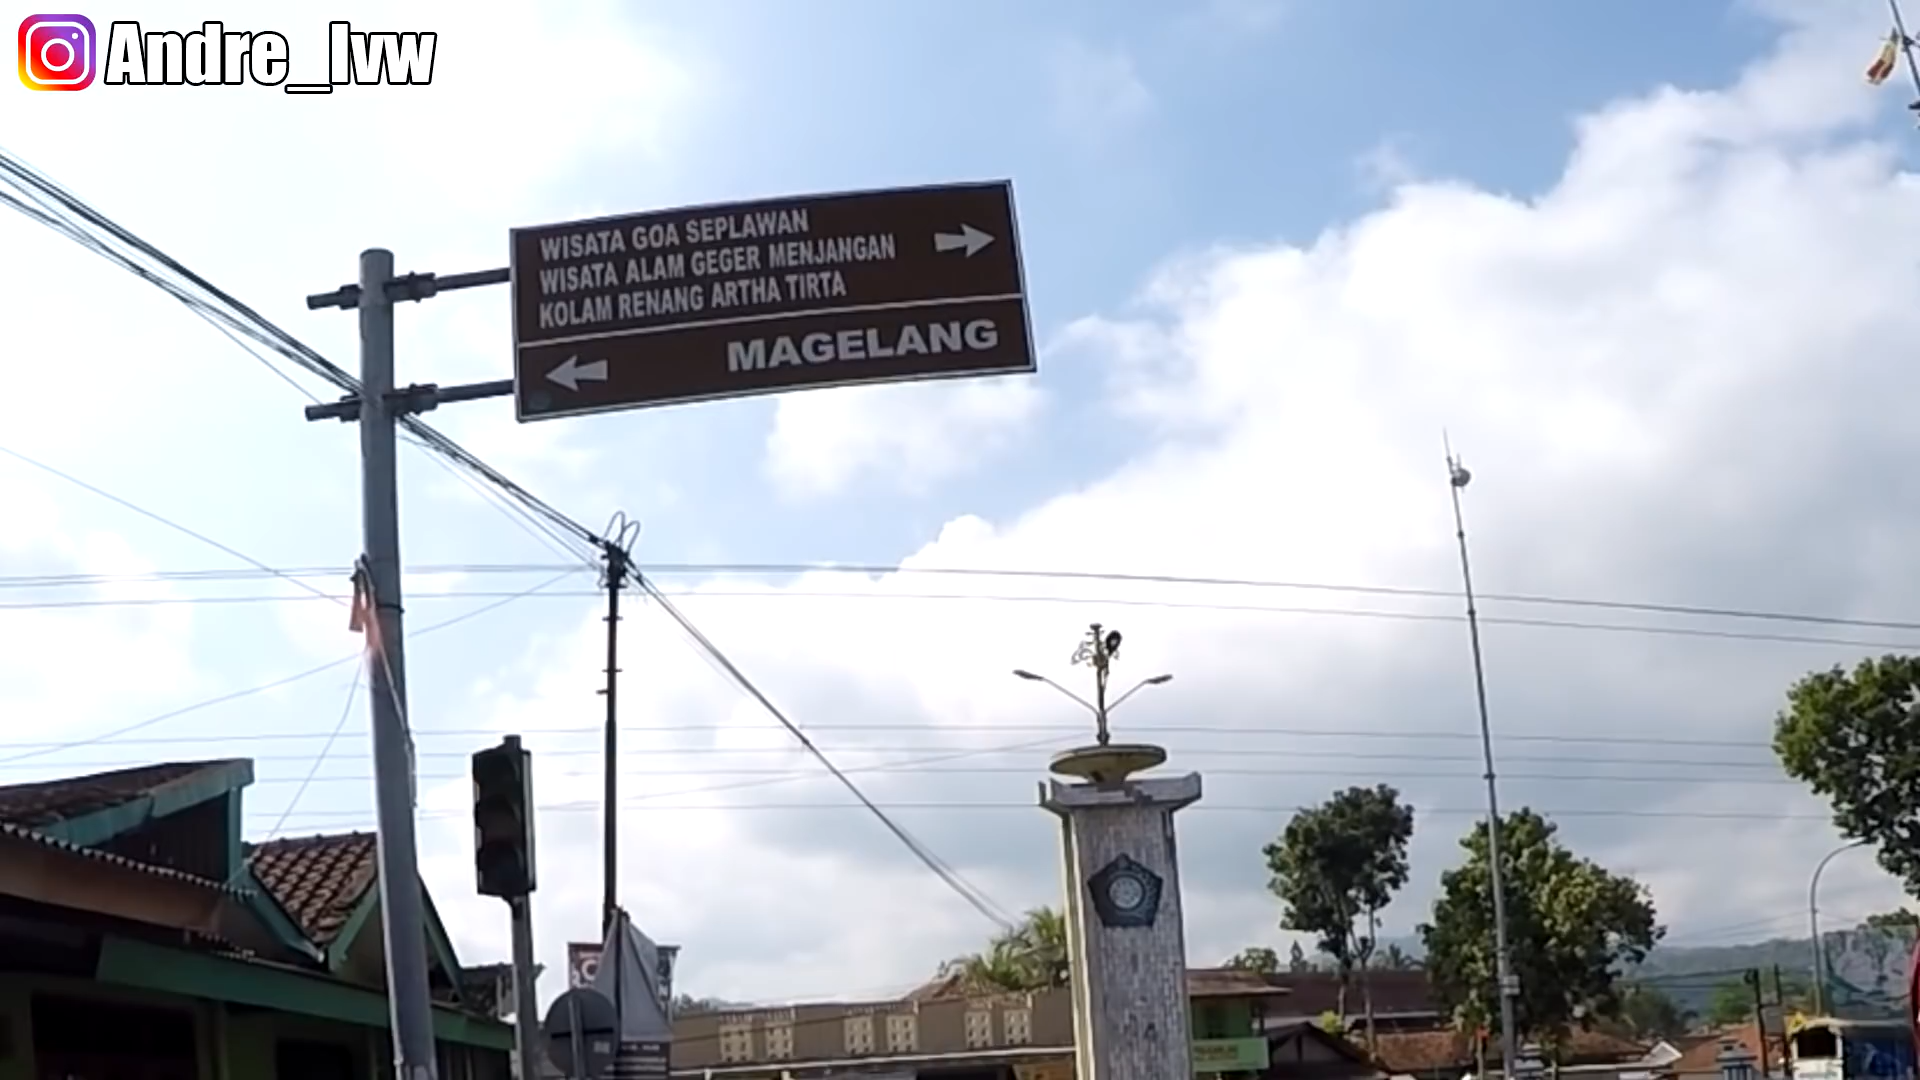 Andre_lvw
WISATA GOA SEPLAWAN
WISATA ALAM GEGER MENJANGAN
KOLAM RENANG ARTHA TIRTA
MAGELANG